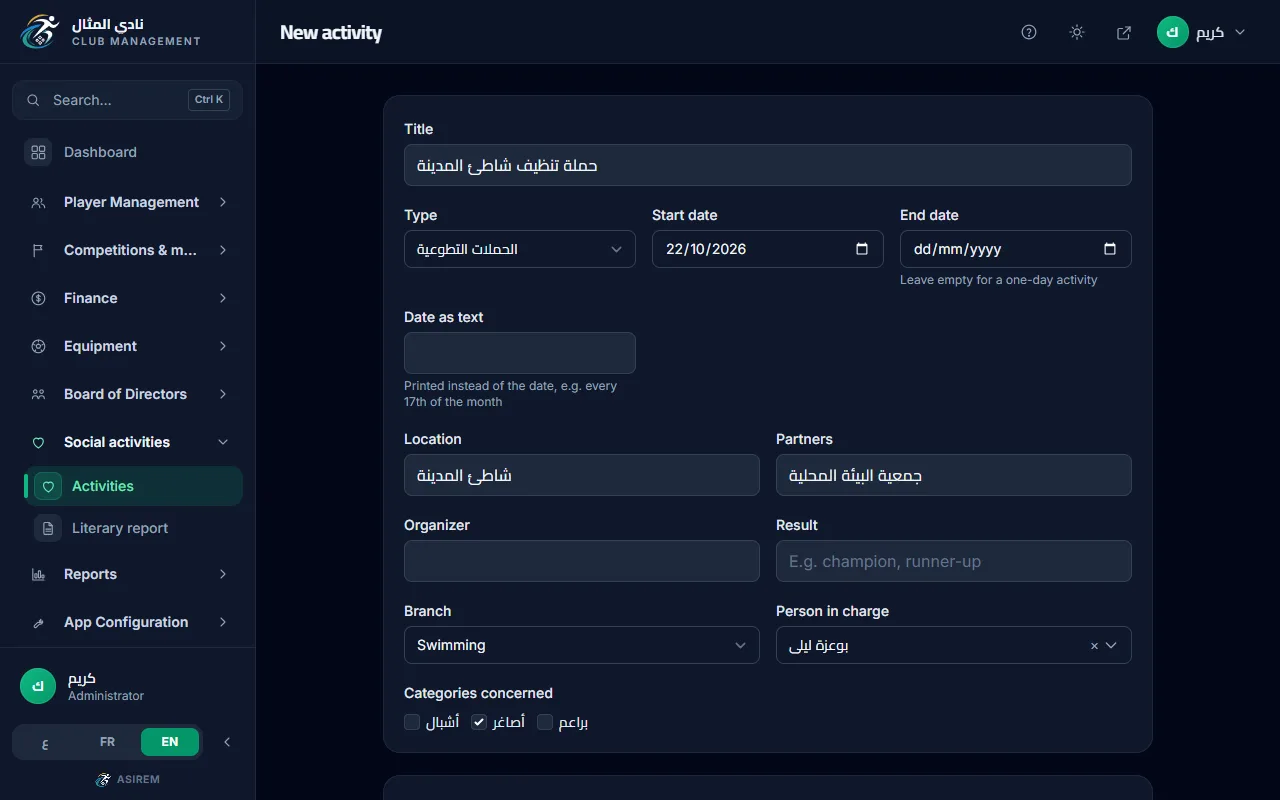 نادي المثال
CLUB MANAGEMENT
Search...
Ctrl K
Dashboard
Player Management
Competitions & m...
Finance
Equipment
Board of Directors
Social activities
Activities
Literary report
Reports
App Configuration
ك
كريم
Administrator
ع
FR
EN
ASIREM
New activity
ك
كريم
Title
حملة تنظيف شاطئ المدينة
Type
Start date
End date
الحملات التطوعية
22/10/2026
dd/mm/yyyy
Leave empty for a one-day activity
Date as text
Printed instead of the date, e.g. every
17th of the month
Location
Partners
شاطئ المدينة
جمعية البيئة المحلية
Organizer
Result
E.g. champion, runner-up
Branch
Person in charge
Swimming
بوعزة ليلى
Categories concerned
أشبال
أصاغر
براعم